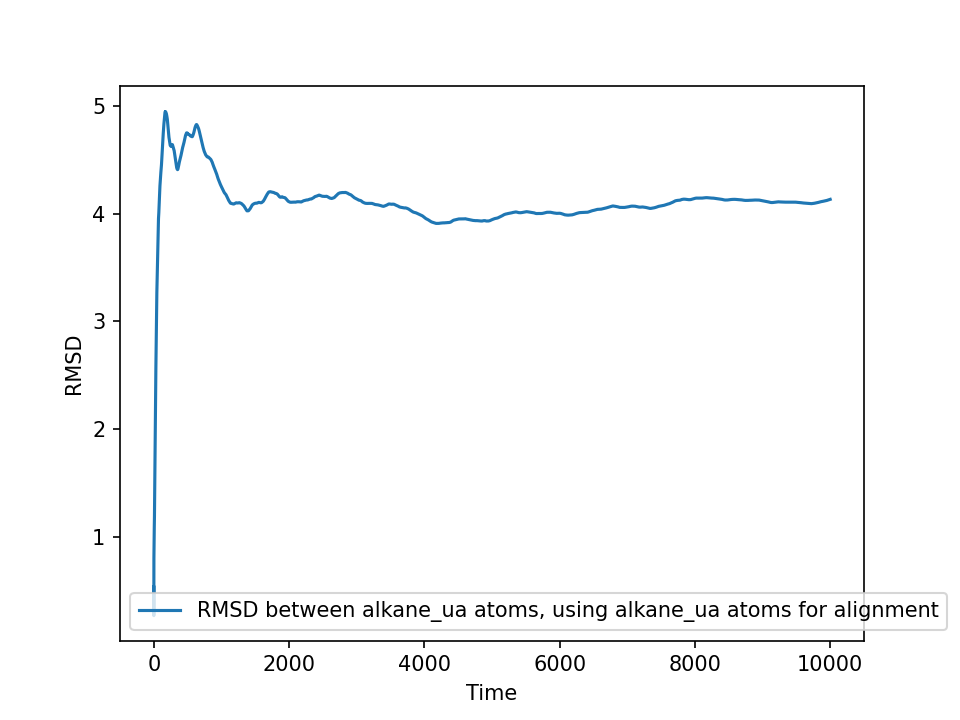 5
4
3
2
1
RMSD
RMSD between alkane_ua atoms, using alkane_ua atoms for alignment
0 2000 4000 6000 8000 10000
Time